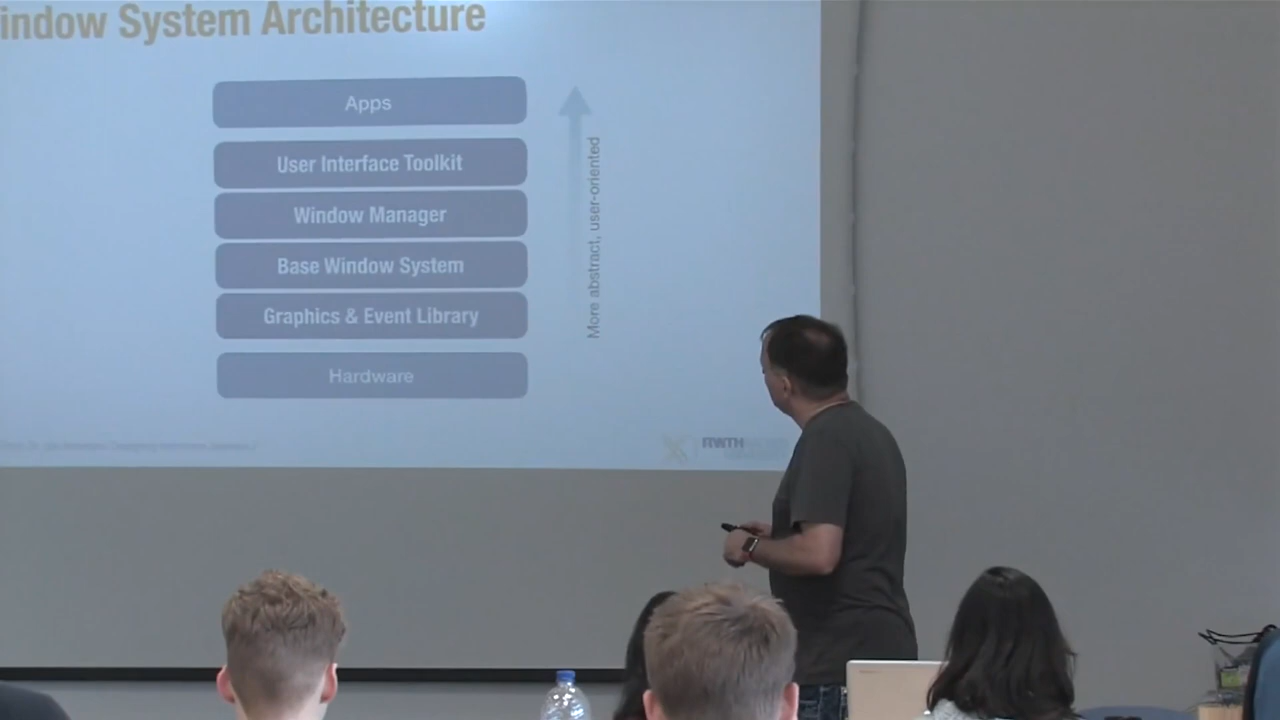 indow System Architecture
Apps
User Interface Toolkit
Window Manager
Base Window System
Graphics & Event Library
Hardware
More abstract, user-oriented
RWTH